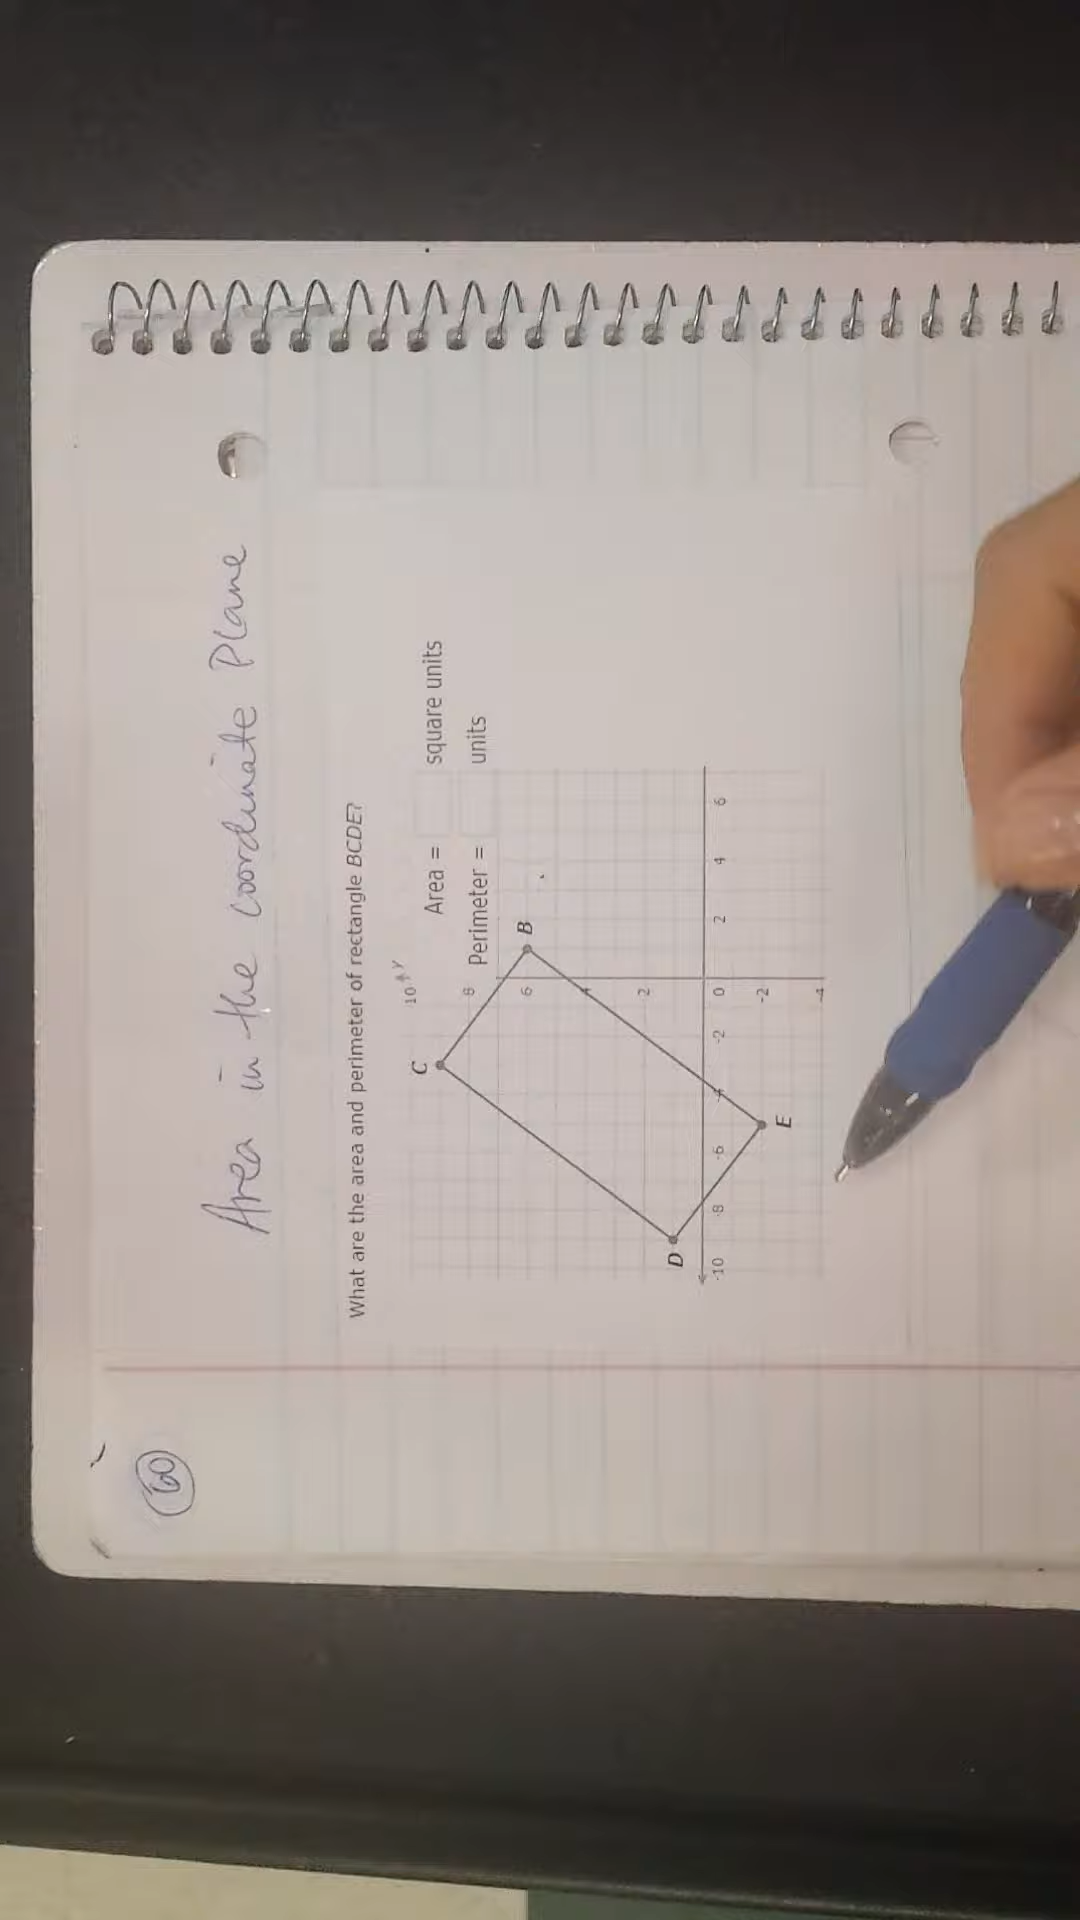 60
Area in the coordinate Plane
What are the area and perimeter of rectangle BCDE?
Area = square units
Perimeter = units
10 y
C
8
6
B
4
2
D
-10 -8 -6 -4 -2 0 2 4 6
-2
E
-4